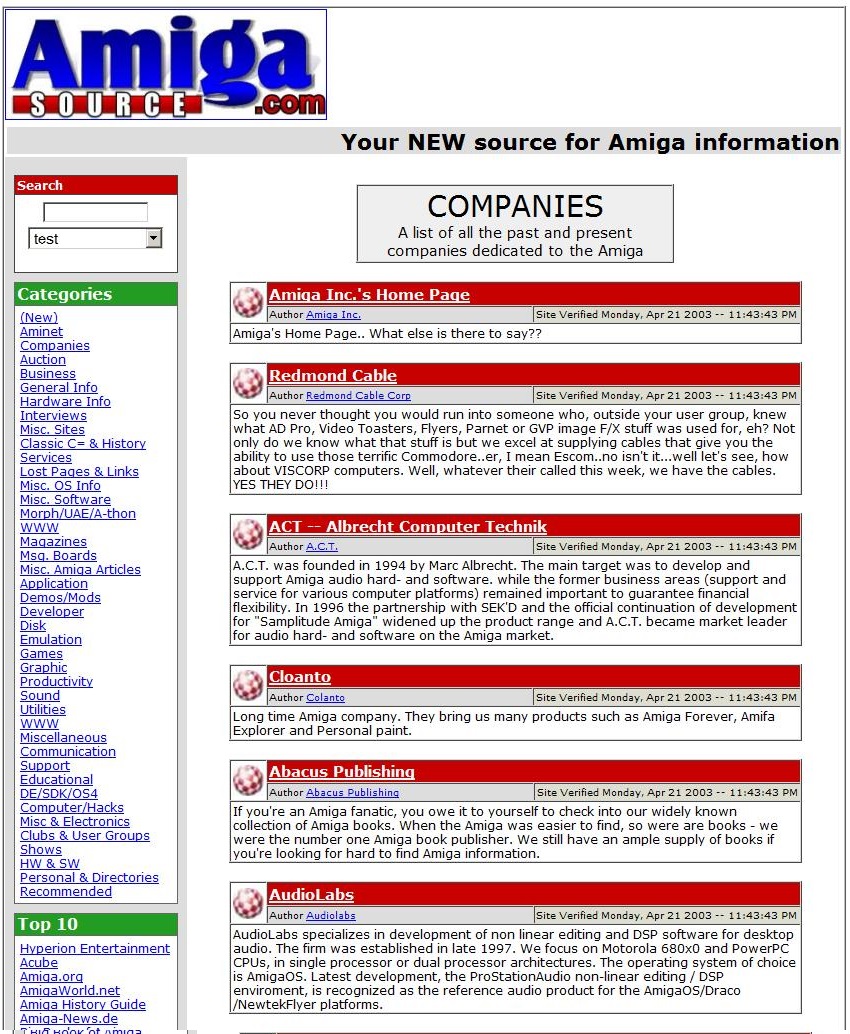 Amiga
SOURCE.com
Your NEW source for Amiga information
Search
test
Categories
(New)
Aminet
Companies
Auction
Business
General Info
Hardware Info
Interviews
Misc. Sites
Classic C= & History
Services
Lost Pages & Links
Misc. OS Info
Misc. Software
Morph/UAE/A-thon
WWW
Magazines
Msg. Boards
Misc. Amiga Articles
Application
Demos/Mods
Developer
Disk
Emulation
Games
Graphic
Productivity
Sound
Utilities
WWW
Miscellaneous
Communication
Support
Educational
DE/SDK/OS4
Computer/Hacks
Misc & Electronics
Clubs & User Groups
Shows
HW & SW
Personal & Directories
Recommended
Top 10
Hyperion Entertainment
Acube
Amiga.org
AmigaWorld.net
Amiga History Guide
Amiga-News.de
COMPANIES
A list of all the past and present
companies dedicated to the Amiga
Amiga Inc.'s Home Page
Author Amiga Inc. Site Verified Monday, Apr 21 2003 -- 11:43:43 PM
Amiga's Home Page.. What else is there to say??
Redmond Cable
Author Redmond Cable Corp Site Verified Monday, Apr 21 2003 -- 11:43:43 PM
So you never thought you would run into someone who, outside your user group, knew
what AD Pro, Video Toasters, Flyers, Parnet or GVP image F/X stuff was used for, eh? Not
only do we know what that stuff is but we excel at supplying cables that give you the
ability to use those terrific Commodore..er, I mean Escom..no isn't it...well let's see, how
about VISCORP computers. Well, whatever their called this week, we have the cables.
YES THEY DO!!!
ACT -- Albrecht Computer Technik
Author A.C.T. Site Verified Monday, Apr 21 2003 -- 11:43:43 PM
A.C.T. was founded in 1994 by Marc Albrecht. The main target was to develop and
support Amiga audio hard- and software. while the former business areas (support and
service for various computer platforms) remained important to guarantee financial
flexibility. In 1996 the partnership with SEK'D and the official continuation of development
for "Samplitude Amiga" widened up the product range and A.C.T. became market leader
for audio hard- and software on the Amiga market.
Cloanto
Author Colanto Site Verified Monday, Apr 21 2003 -- 11:43:43 PM
Long time Amiga company. They bring us many products such as Amiga Forever, Amifa
Explorer and Personal paint.
Abacus Publishing
Author Abacus Publishing Site Verified Monday, Apr 21 2003 -- 11:43:43 PM
If you're an Amiga fanatic, you owe it to yourself to check into our widely known
collection of Amiga books. When the Amiga was easier to find, so were are books - we
were the number one Amiga book publisher. We still have an ample supply of books if
you're looking for hard to find Amiga information.
AudioLabs
Author Audiolabs Site Verified Monday, Apr 21 2003 -- 11:43:43 PM
AudioLabs specializes in development of non linear editing and DSP software for desktop
audio. The firm was established in late 1997. We focus on Motorola 680x0 and PowerPC
CPUs, in single processor or dual processor architectures. The operating system of choice
is AmigaOS. Latest development, the ProStationAudio non-linear editing / DSP
enviroment, is recognized as the reference audio product for the AmigaOS/Draco
/NewtekFlyer platforms.